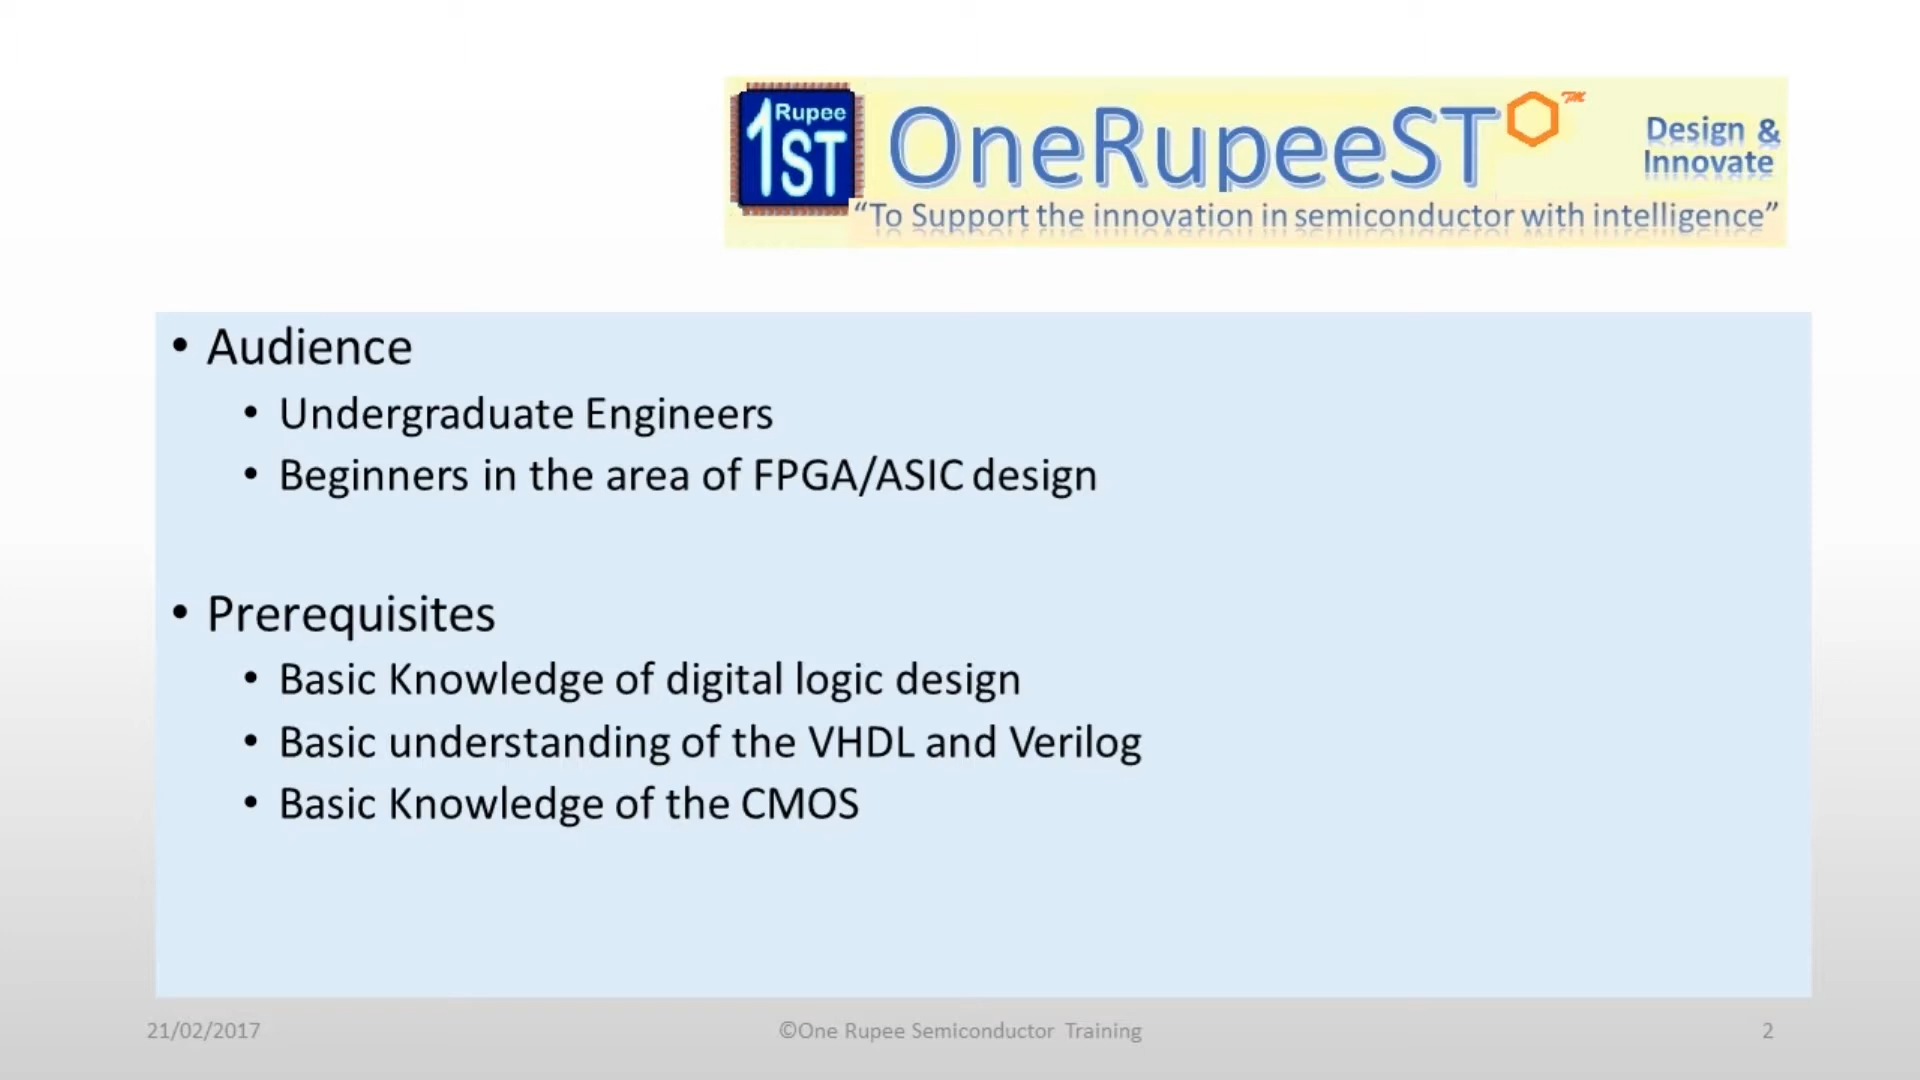 Rupee
1ST
OneRupeeST
TM
Design &
Innovate
“To Support the innovation in semiconductor with intelligence”
• Audience
• Undergraduate Engineers
• Beginners in the area of FPGA/ASIC design
• Prerequisites
• Basic Knowledge of digital logic design
• Basic understanding of the VHDL and Verilog
• Basic Knowledge of the CMOS
21/02/2017
©One Rupee Semiconductor Training
2